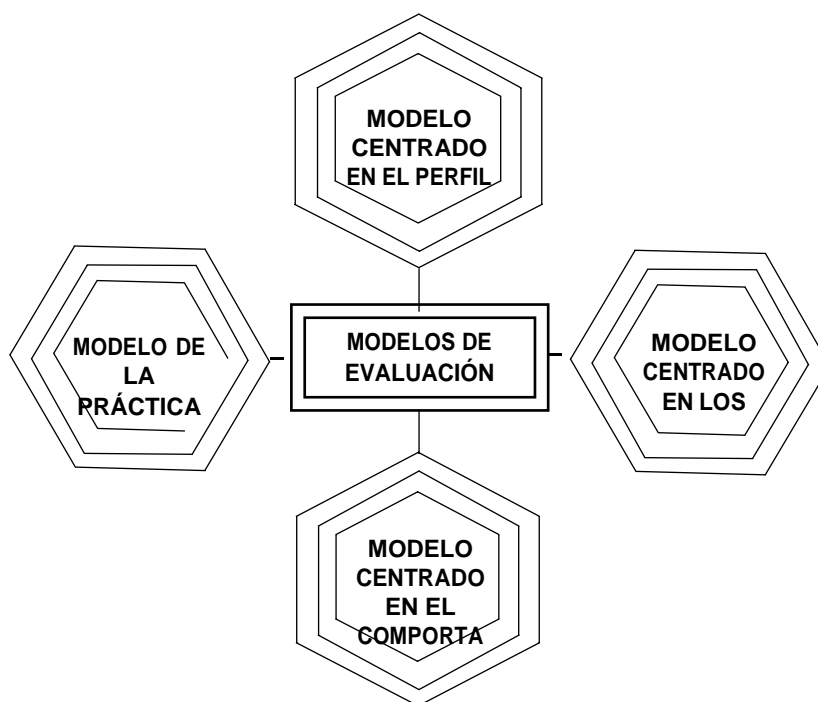 MODELO
CENTRADO
EN EL PERFIL
MODELO DE
LA
PRÁCTICA
MODELOS DE
EVALUACIÓN
MODELO
CENTRADO
EN LOS
MODELO
CENTRADO
EN EL
COMPORTA